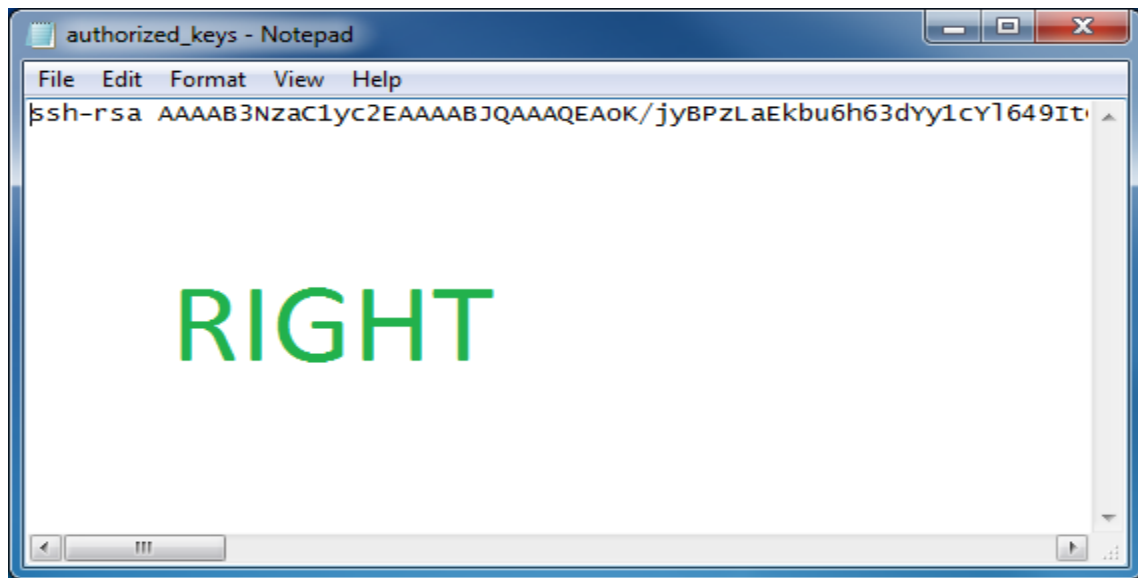 authorized_keys - Notepad
File Edit Format View Help
ssh-rsa AAAAB3NzaC1yc2EAAAABJQAAAQEAoK/jyBPzLaEkbu6h63dYy1cYl649It
RIGHT